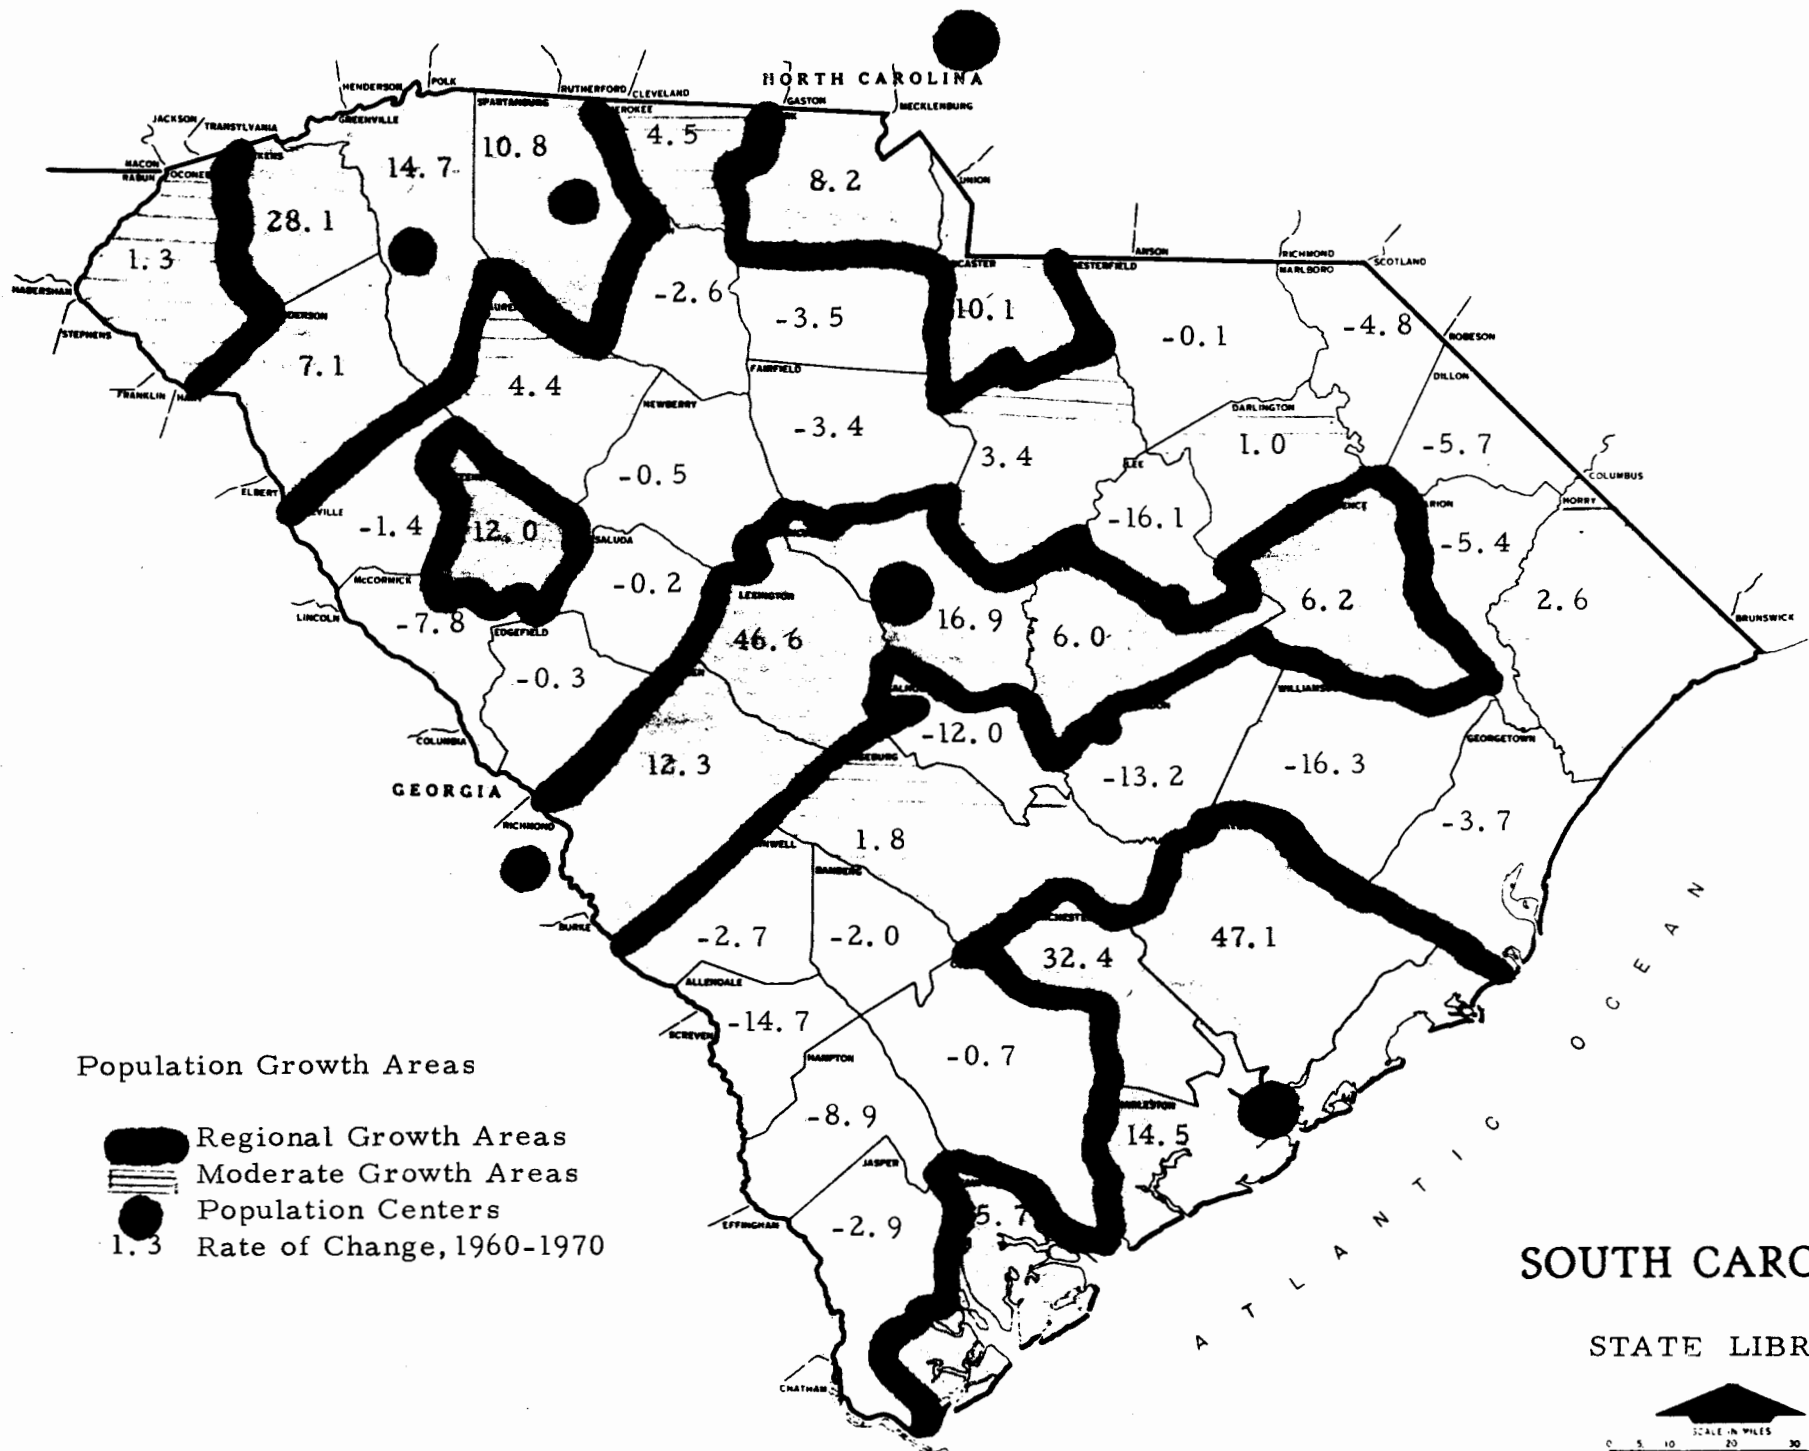 NORTH CAROLINA
HENDERSON
POLK
RUTHERFORD
CLEVELAND
GASTON
MECKLENBURG
SPARTANBURG
JACKSON
TRANSYLVANIA
GREENVILLE
MACON
RABUN
14.7
10.8
4.5
8.2
UNION
28.1
1.3
ANSON
RICHMOND
MARLBORO
SCOTLAND
HABERSHAM
STEPHENS
-2.6
-3.5
10.1
-0.1
-4.8
ROBESON
7.1
FRANKLIN
4.4
FAIRFIELD
DILLON
NEWBERRY
DARLINGTON
-3.4
3.4
1.0
-5.7
LEE
COLUMBUS
HORRY
ELBERT
-0.5
-1.4
12.0
SALUDA
-16.1
-5.4
McCORMICK
-0.2
LEXINGTON
6.2
2.6
BRUNSWICK
LINCOLN
-7.8
EDGEFIELD
46.6
16.9
6.0
-0.3
COLUMBIA
12.3
-12.0
-13.2
-16.3
GEORGETOWN
GEORGIA
RICHMOND
1.8
-3.7
BAMBERG
BURKE
-2.7
-2.0
32.4
47.1
ALLENDALE
SCREVEN
-14.7
HAMPTON
-0.7
-8.9
14.5
JASPER
EFFINGHAM
-2.9
5.7
CHATHAM
ATLANTIC OCEAN
Population Growth Areas
Regional Growth Areas
Moderate Growth Areas
Population Centers
1.3 Rate of Change, 1960-1970
SOUTH CARO
STATE LIBR
SCALE IN MILES
0 5 10 20 30